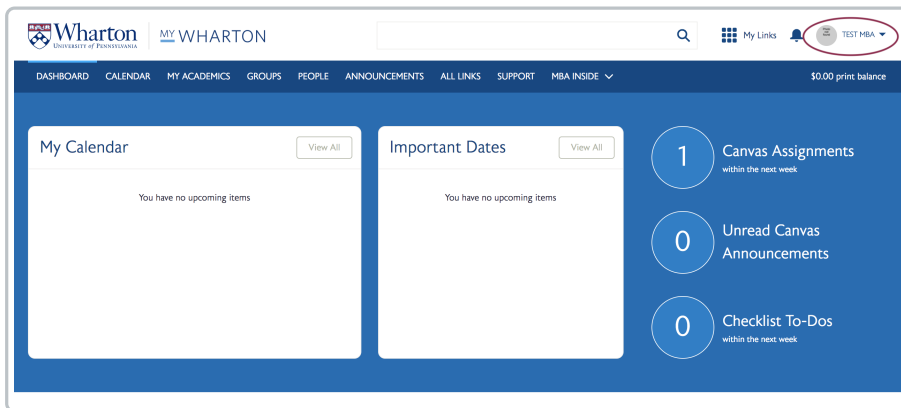 Wharton
UNIVERSITY of PENNSYLVANIA
MY WHARTON
My Links
TEST MBA
DASHBOARD CALENDAR MY ACADEMICS GROUPS PEOPLE ANNOUNCEMENTS ALL LINKS SUPPORT MBA INSIDE $0.00 print balance
My Calendar View All
You have no upcoming items
Important Dates View All
You have no upcoming items
1 Canvas Assignments
within the next week
0 Unread Canvas
Announcements
0 Checklist To-Dos
within the next week